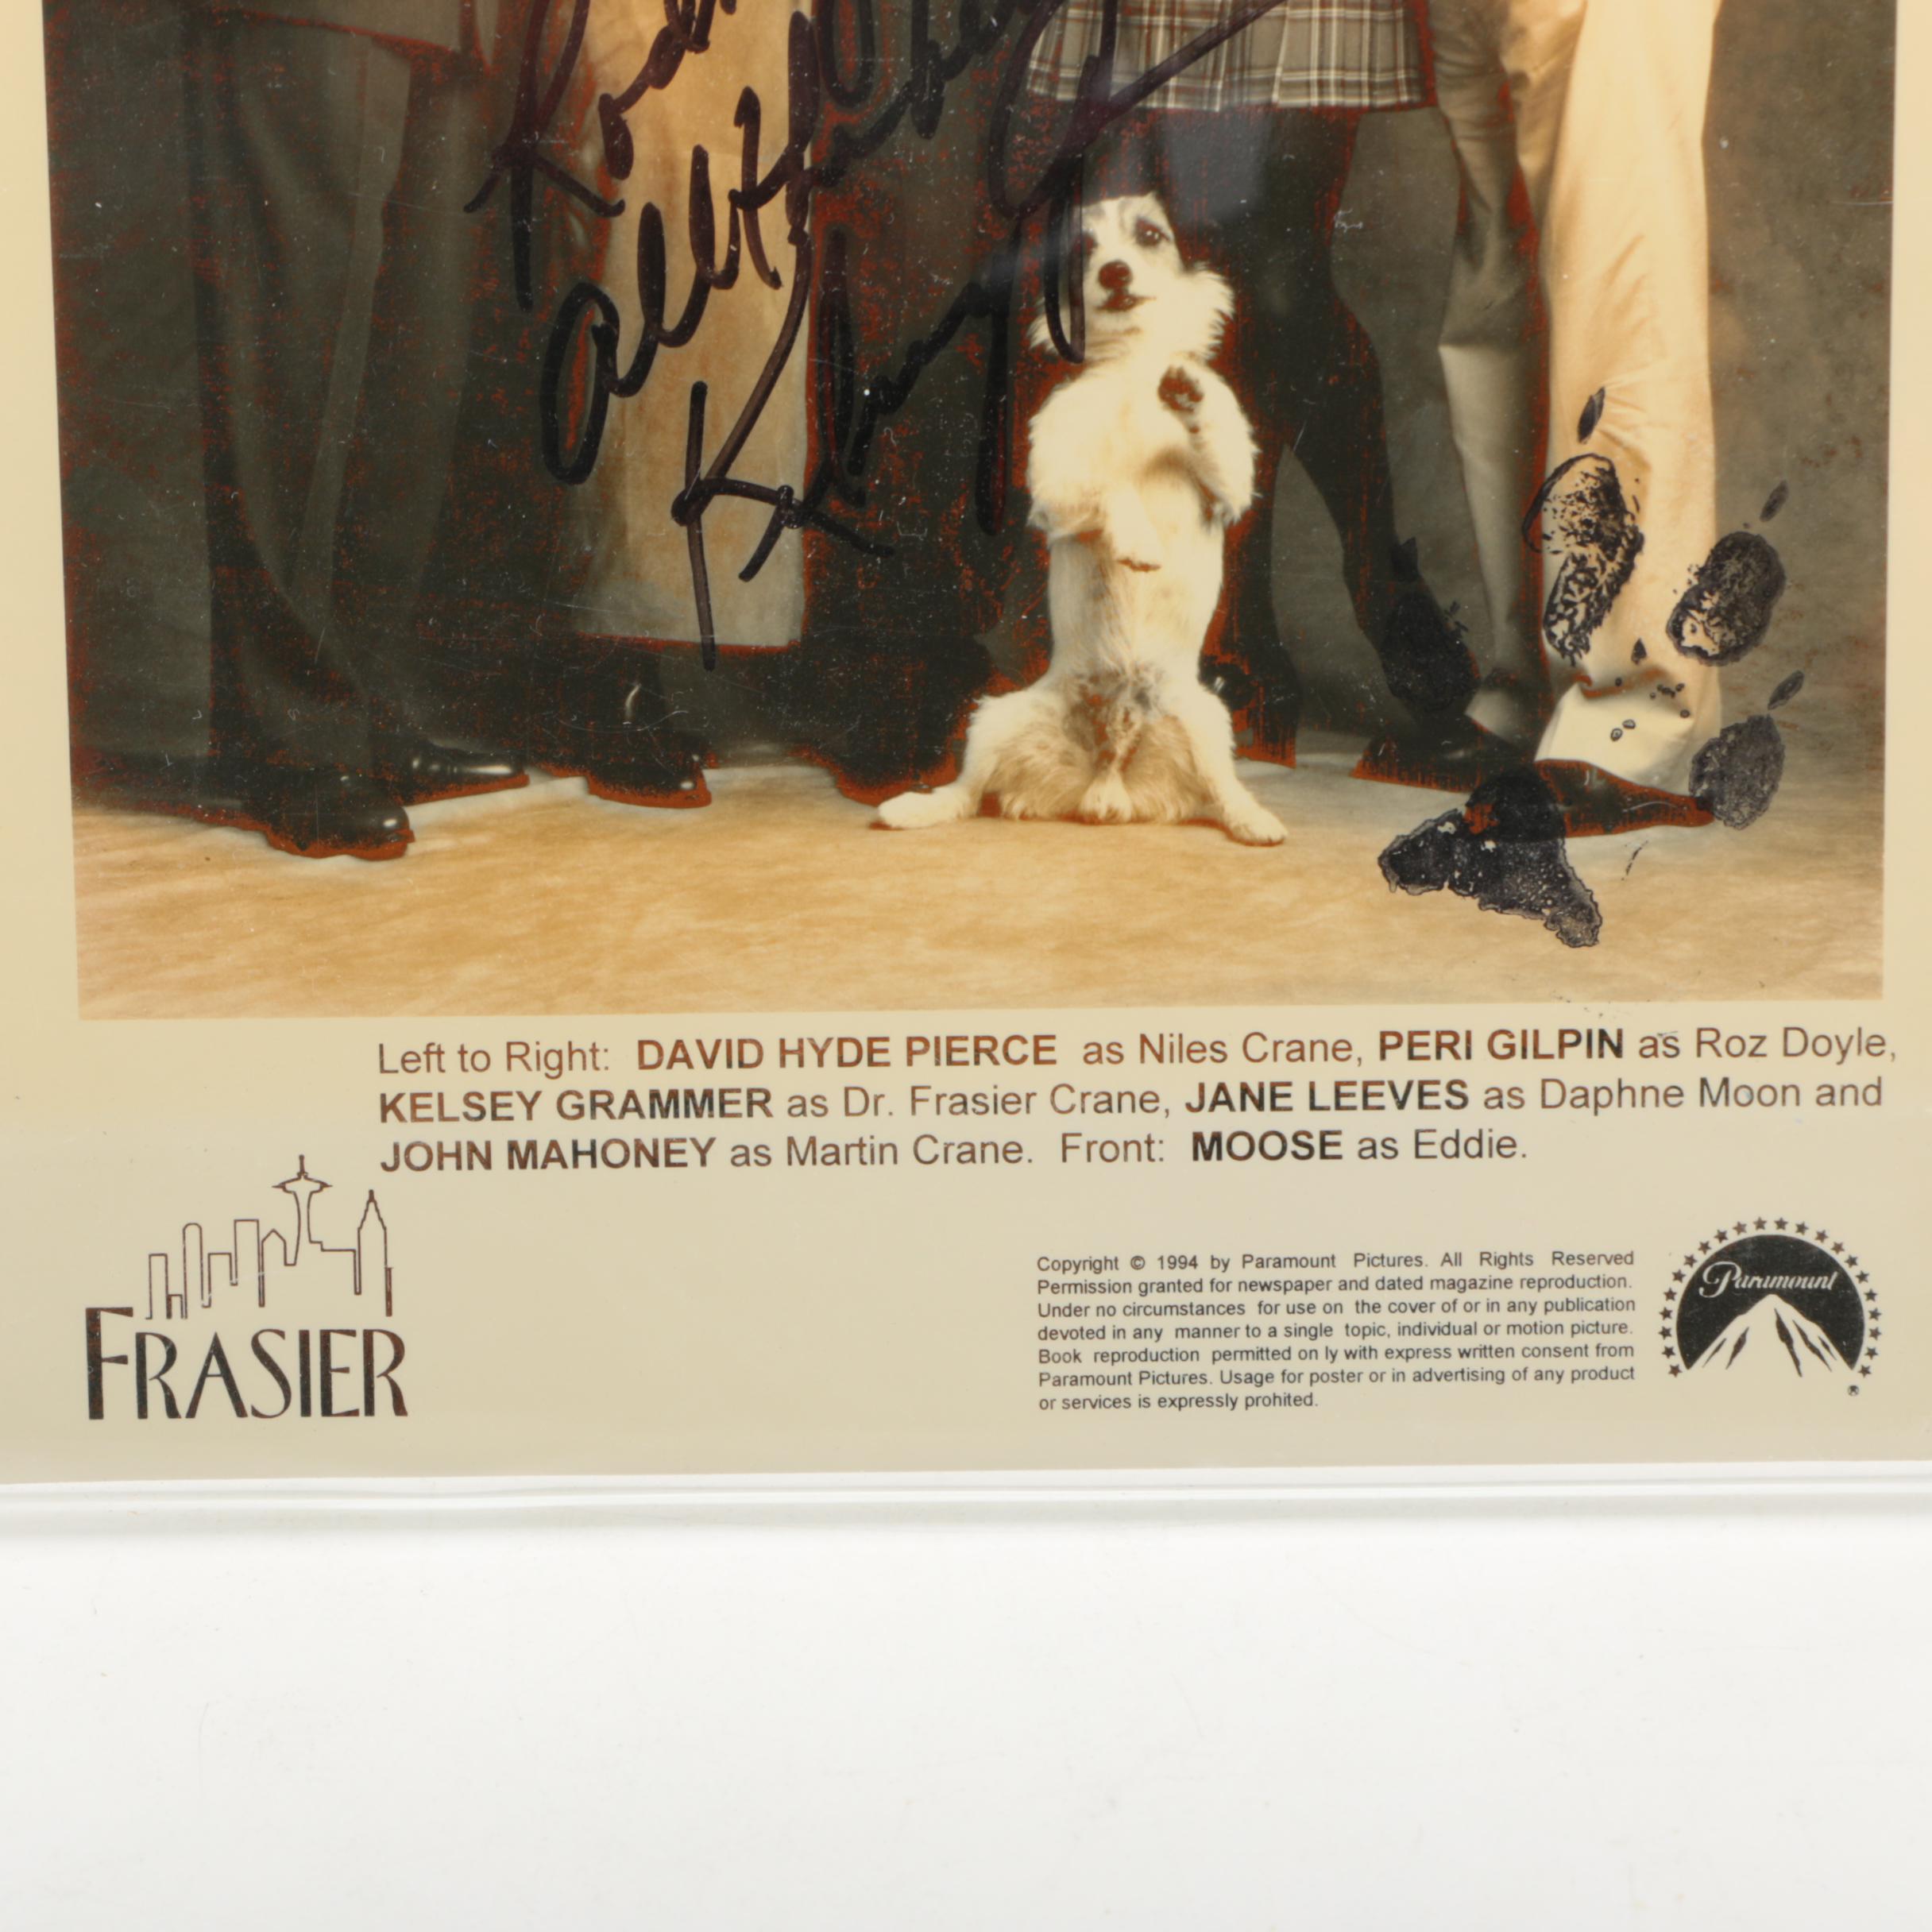 all the
Kelsey
Left to Right: DAVID HYDE PIERCE as Niles Crane, PERI GILPIN as Roz Doyle,
KELSEY GRAMMER as Dr. Frasier Crane, JANE LEEVES as Daphne Moon and
JOHN MAHONEY as Martin Crane. Front: MOOSE as Eddie.
FRASIER
Copyright © 1994 by Paramount Pictures. All Rights Reserved
Permission granted for newspaper and dated magazine reproduction.
Under no circumstances for use on the cover of or in any publication
devoted in any manner to a single topic, individual or motion picture.
Book reproduction permitted on ly with express written consent from
Paramount Pictures. Usage for poster or in advertising of any product
or services is expressly prohited.
Paramount
®